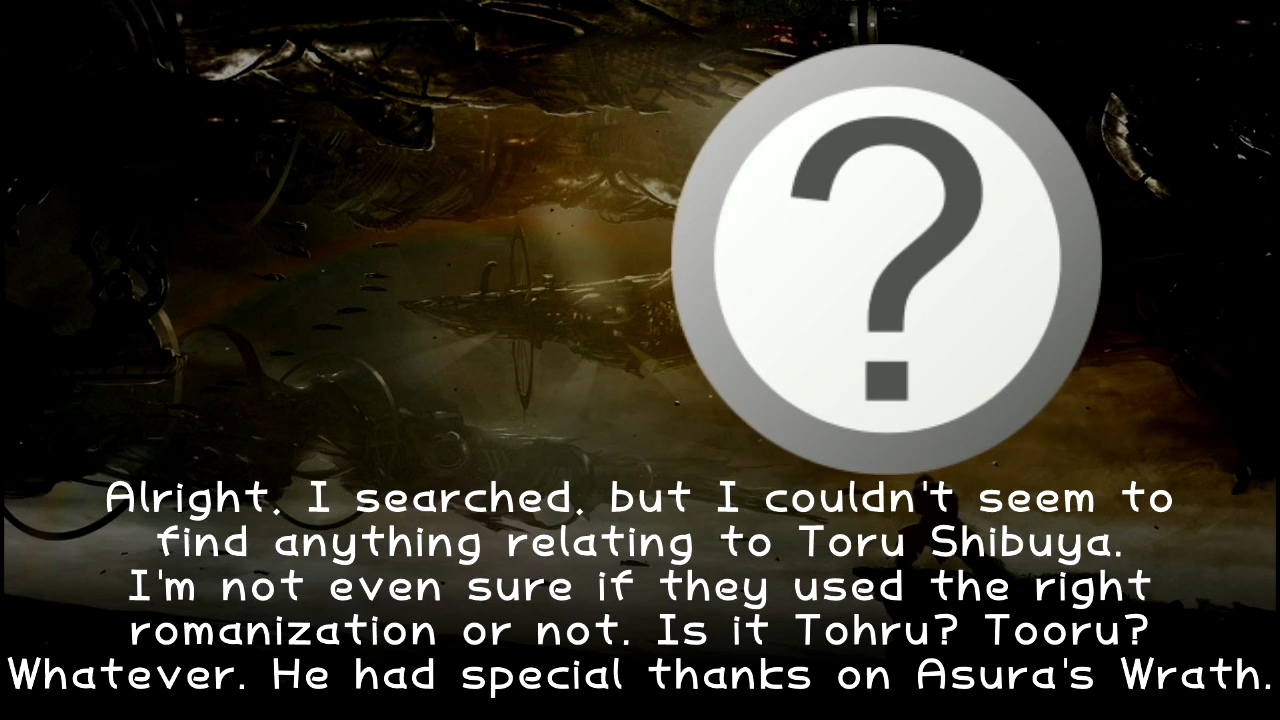 Alright, I searched, but I couldn't seem to
find anything relating to Toru Shibuya.
I'm not even sure if they used the right
romanization or not. Is it Tohru? Tooru?
Whatever. He had special thanks on Asura's Wrath.
?